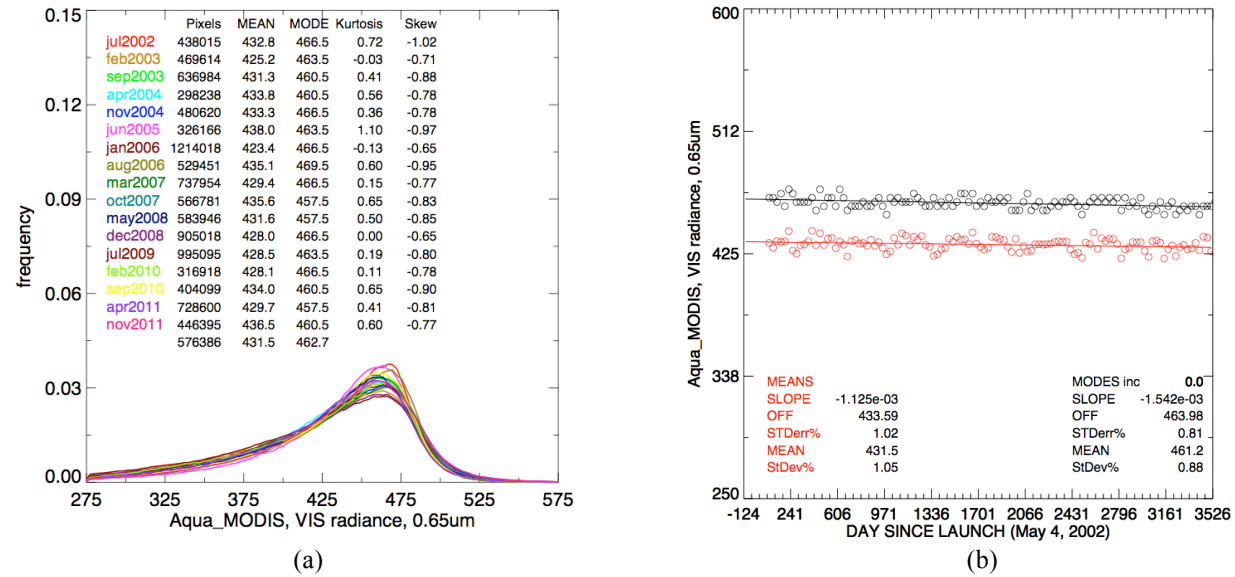 0.15
Pixels MEAN MODE Kurtosis Skew
jul2002 438015 432.8 466.5 0.72 -1.02
feb2003 469614 425.2 463.5 -0.03 -0.71
sep2003 636984 431.3 460.5 0.41 -0.88
apr2004 298238 433.8 460.5 0.56 -0.78
nov2004 480620 433.3 466.5 0.36 -0.78
jun2005 326166 438.0 463.5 1.10 -0.97
jan2006 1214018 423.4 466.5 -0.13 -0.65
aug2006 529451 435.1 469.5 0.60 -0.95
mar2007 737954 429.4 466.5 0.15 -0.77
oct2007 566781 435.6 457.5 0.65 -0.83
may2008 583946 431.6 460.5 0.50 -0.85
dec2008 905018 428.0 466.5 0.00 -0.65
jul2009 995095 428.5 463.5 0.19 -0.80
feb2010 316918 428.1 466.5 0.11 -0.78
sep2010 404099 434.0 460.5 0.65 -0.90
apr2011 728600 429.7 457.5 0.41 -0.81
nov2011 446395 436.5 460.5 0.60 -0.77
576386 431.5 462.7
0.12
0.09
0.06
0.03
0.00
frequency
275 325 375 425 475 525 575
Aqua_MODIS, VIS radiance, 0.65um
(a)
600
512
425
338
250
Aqua_MODIS, VIS radiance, 0.65um
MEANS
SLOPE -1.125e-03
OFF 433.59
STDerr% 1.02
MEAN 431.5
StDev% 1.05
MODES inc 0.0
SLOPE -1.542e-03
OFF 463.98
STDerr% 0.81
MEAN 461.2
StDev% 0.88
-124 241 606 971 1336 1701 2066 2431 2796 3161 3526
DAY SINCE LAUNCH (May 4, 2002)
(b)